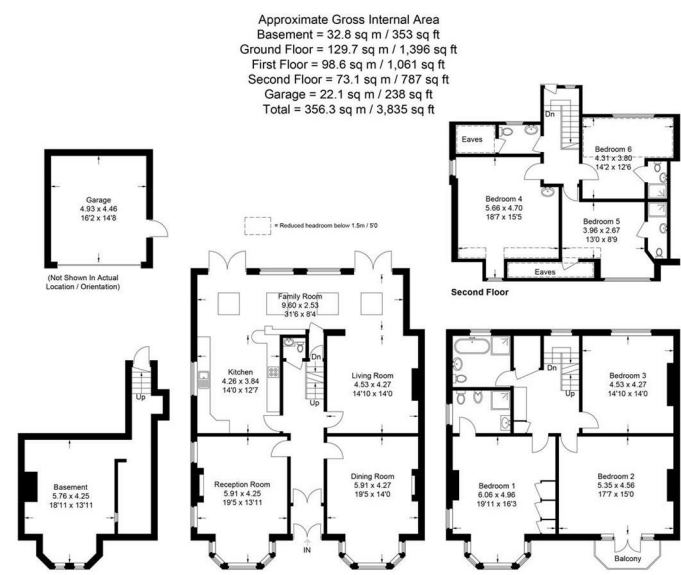 Approximate Gross Internal Area
Basement = 32.8 sq m / 353 sq ft
Ground Floor = 129.7 sq m / 1,396 sq ft
First Floor = 98.6 sq m / 1,061 sq ft
Second Floor = 73.1 sq m / 787 sq ft
Garage = 22.1 sq m / 238 sq ft
Total = 356.3 sq m / 3,835 sq ft
Garage
4.93 x 4.46
16'2 x 14'8
(Not Shown In Actual
Location / Orientation)
= Reduced headroom below 1.5m / 5'0
Dn
Eaves
Bedroom 6
4.31 x 3.80
14'2 x 12'6
Bedroom 4
5.66 x 4.70
18'7 x 15'5
Bedroom 5
3.96 x 2.67
13'0 x 8'9
Eaves
Second Floor
Family Room
9.60 x 2.53
31'6 x 8'4
Kitchen
4.26 x 3.84
14'0 x 12'7
Dn
Up
Living Room
4.53 x 4.27
14'10 x 14'0
Reception Room
5.91 x 4.25
19'5 x 13'11
Dining Room
5.91 x 4.27
19'5 x 14'0
IN
Up
Basement
5.76 x 4.25
18'11 x 13'11
Dn
Up
Bedroom 3
4.53 x 4.27
14'10 x 14'0
Bedroom 1
6.06 x 4.96
19'11 x 16'3
Bedroom 2
5.35 x 4.56
17'7 x 15'0
Balcony